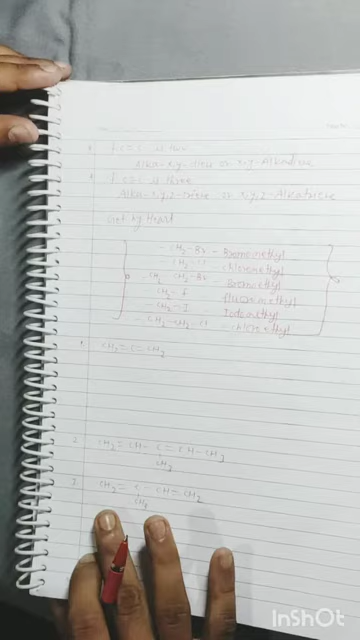 If C=C is two
Alka-x,y-diene or x,y-Alkadiene
If C=C is three
Alka-x,y,z-triene or x,y,z-Alkatriene
Get by Heart
-CH2-Br - Bromomethyl
-CH2-Cl - chloromethyl
-CH2-CH2-Br - Bromoethyl
-CH2-F - fluoromethyl
-CH2-I - Iodomethyl
-CH2-CH2-Cl - chloroethyl
1. CH2=C=CH2
2. CH2=CH-C=CH-CH3
CH3
3. CH2=C-CH=CH2
CH3
InShOt